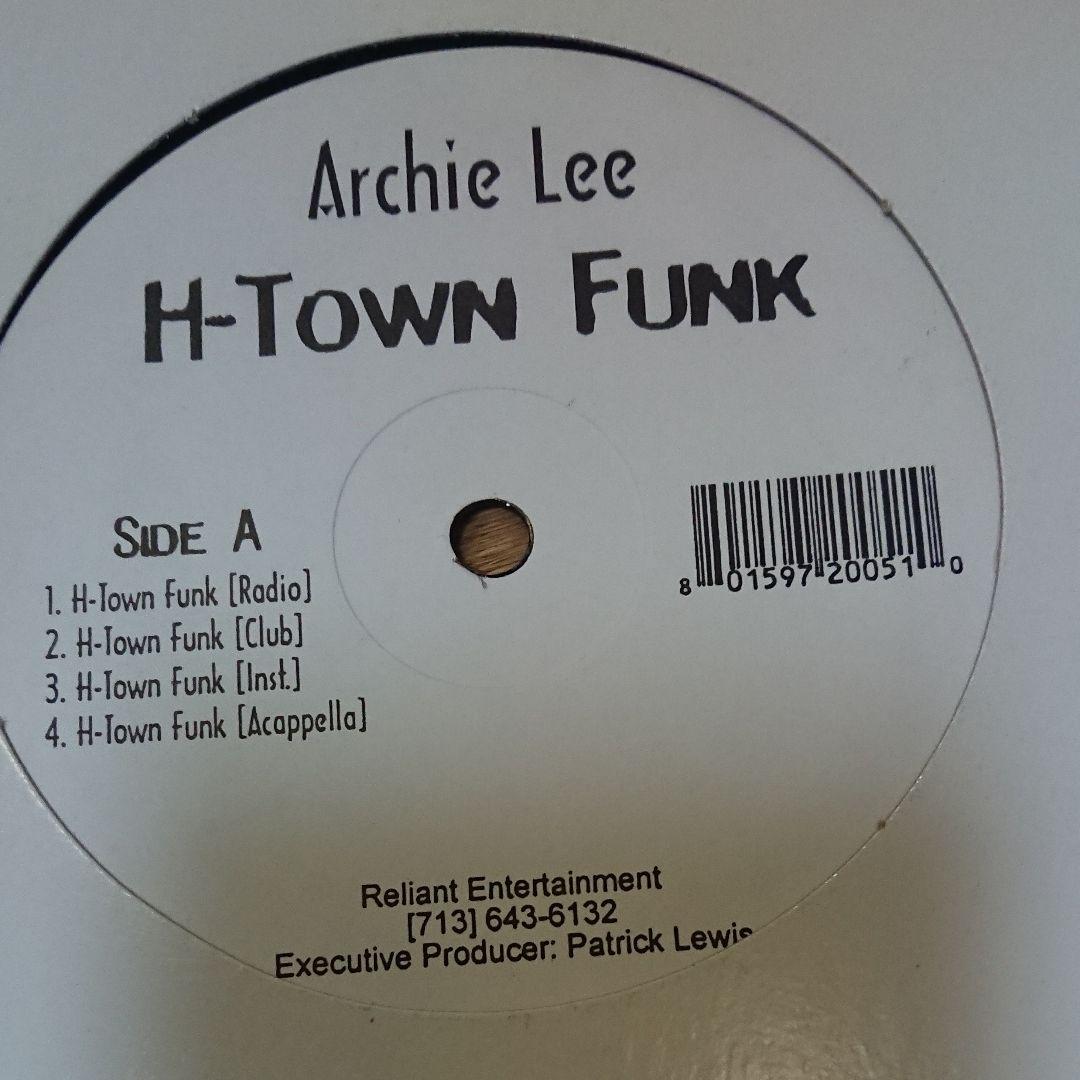 Archie Lee
H-Town Funk
Side A
1. H-Town Funk [Radio]
2. H-Town Funk [Club]
3. H-Town Funk [Inst.]
4. H-Town Funk [Acappella]
8 01597 20051 0
Reliant Entertainment
[713] 643-6132
Executive Producer: Patrick Lewis